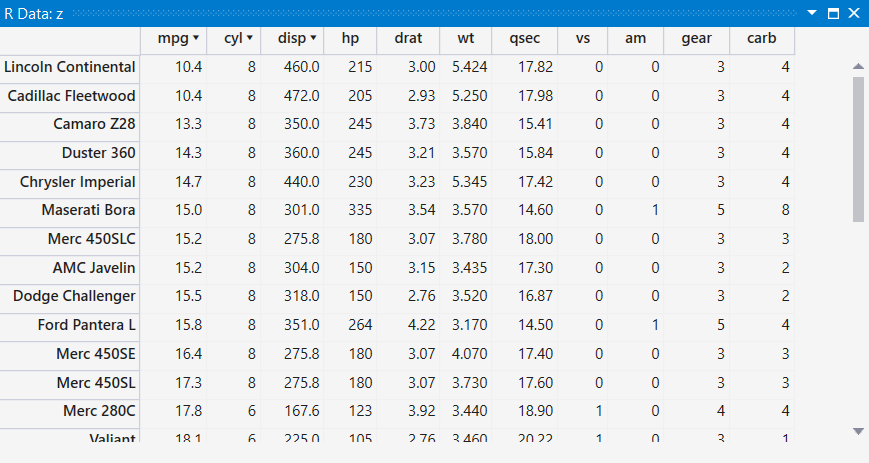 R Data: z
mpg cyl disp hp drat wt qsec vs am gear carb
Lincoln Continental 10.4 8 460.0 215 3.00 5.424 17.82 0 0 3 4
Cadillac Fleetwood 10.4 8 472.0 205 2.93 5.250 17.98 0 0 3 4
Camaro Z28 13.3 8 350.0 245 3.73 3.840 15.41 0 0 3 4
Duster 360 14.3 8 360.0 245 3.21 3.570 15.84 0 0 3 4
Chrysler Imperial 14.7 8 440.0 230 3.23 5.345 17.42 0 0 3 4
Maserati Bora 15.0 8 301.0 335 3.54 3.570 14.60 0 1 5 8
Merc 450SLC 15.2 8 275.8 180 3.07 3.780 18.00 0 0 3 3
AMC Javelin 15.2 8 304.0 150 3.15 3.435 17.30 0 0 3 2
Dodge Challenger 15.5 8 318.0 150 2.76 3.520 16.87 0 0 3 2
Ford Pantera L 15.8 8 351.0 264 4.22 3.170 14.50 0 1 5 4
Merc 450SE 16.4 8 275.8 180 3.07 4.070 17.40 0 0 3 3
Merc 450SL 17.3 8 275.8 180 3.07 3.730 17.60 0 0 3 3
Merc 280C 17.8 6 167.6 123 3.92 3.440 18.90 1 0 4 4
Valiant 18.1 6 225.0 105 2.76 3.460 20.22 1 0 3 1